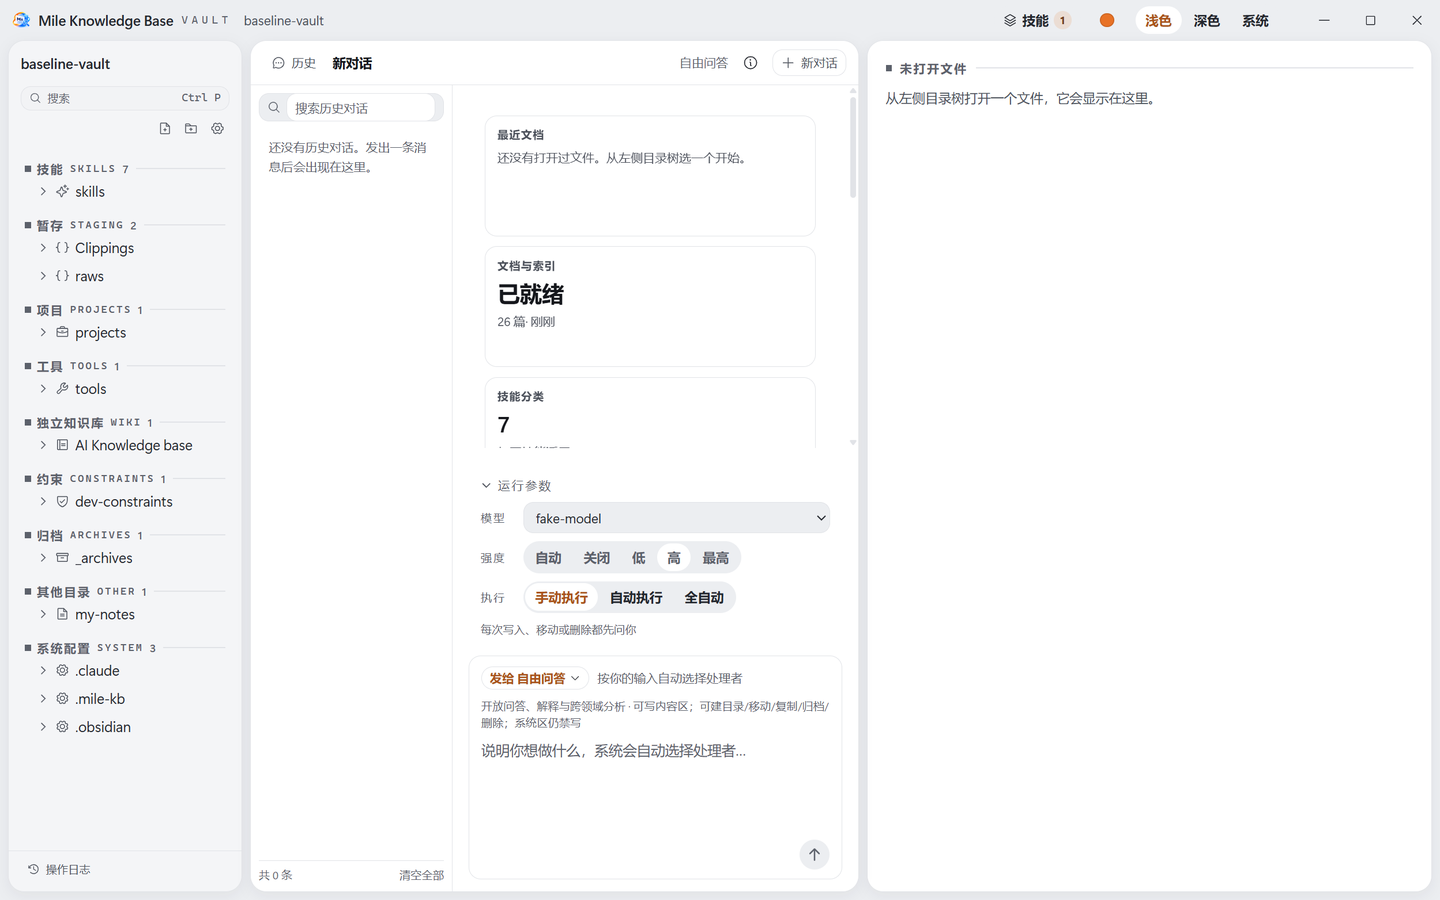 Mile Knowledge Base VAULT baseline-vault
技能 1
浅色 深色 系统
baseline-vault
搜索 Ctrl P
技能 SKILLS 7
skills
暂存 STAGING 2
Clippings
raws
项目 PROJECTS 1
projects
工具 TOOLS 1
tools
独立知识库 WIKI 1
AI Knowledge base
约束 CONSTRAINTS 1
dev-constraints
归档 ARCHIVES 1
_archives
其他目录 OTHER 1
my-notes
系统配置 SYSTEM 3
.claude
.mile-kb
.obsidian
操作日志
历史 新对话
自由问答 新对话
搜索历史对话
还没有历史对话。发出一条消
息后会出现在这里。
共 0 条 清空全部
最近文档
还没有打开过文件。从左侧目录树选一个开始。
文档与索引
已就绪
26 篇· 刚刚
技能分类
7
运行参数
模型 fake-model
强度 自动 关闭 低 高 最高
执行 手动执行 自动执行 全自动
每次写入、移动或删除都先问你
发给 自由问答 按你的输入自动选择处理者
开放问答、解释与跨领域分析 · 可写内容区；可建目录/移动/复制/归档/
删除；系统区仍禁写
说明你想做什么，系统会自动选择处理者...
未打开文件
从左侧目录树打开一个文件，它会显示在这里。